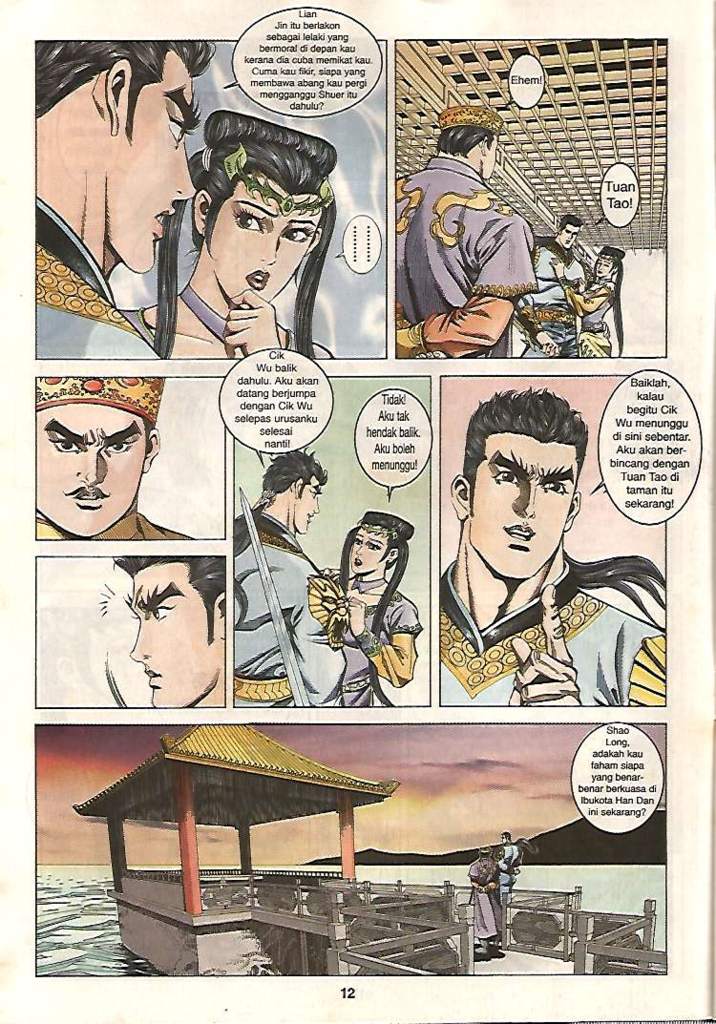 Lian
Jin itu berlakon
sebagai lelaki yang
bermoral di depan kau
kerana dia cuba memikat kau.
Cuma kau fikir, siapa yang
membawa abang kau pergi
mengganggu Shuer itu
dahulu?
Ehem!
Tuan
Tao!
Cik
Wu balik
dahulu. Aku akan
datang berjumpa
dengan Cik Wu
selepas urusanku
selesai
nanti!
Tidak!
Aku tak
hendak balik.
Aku boleh
menunggu!
Baiklah,
kalau
begitu Cik
Wu menunggu
di sini sebentar.
Aku akan ber-
bincang dengan
Tuan Tao di
taman itu
sekarang!
Shao
Long,
adakah kau
faham siapa
yang benar-
benar berkuasa di
Ibukota Han Dan
ini sekarang?
12